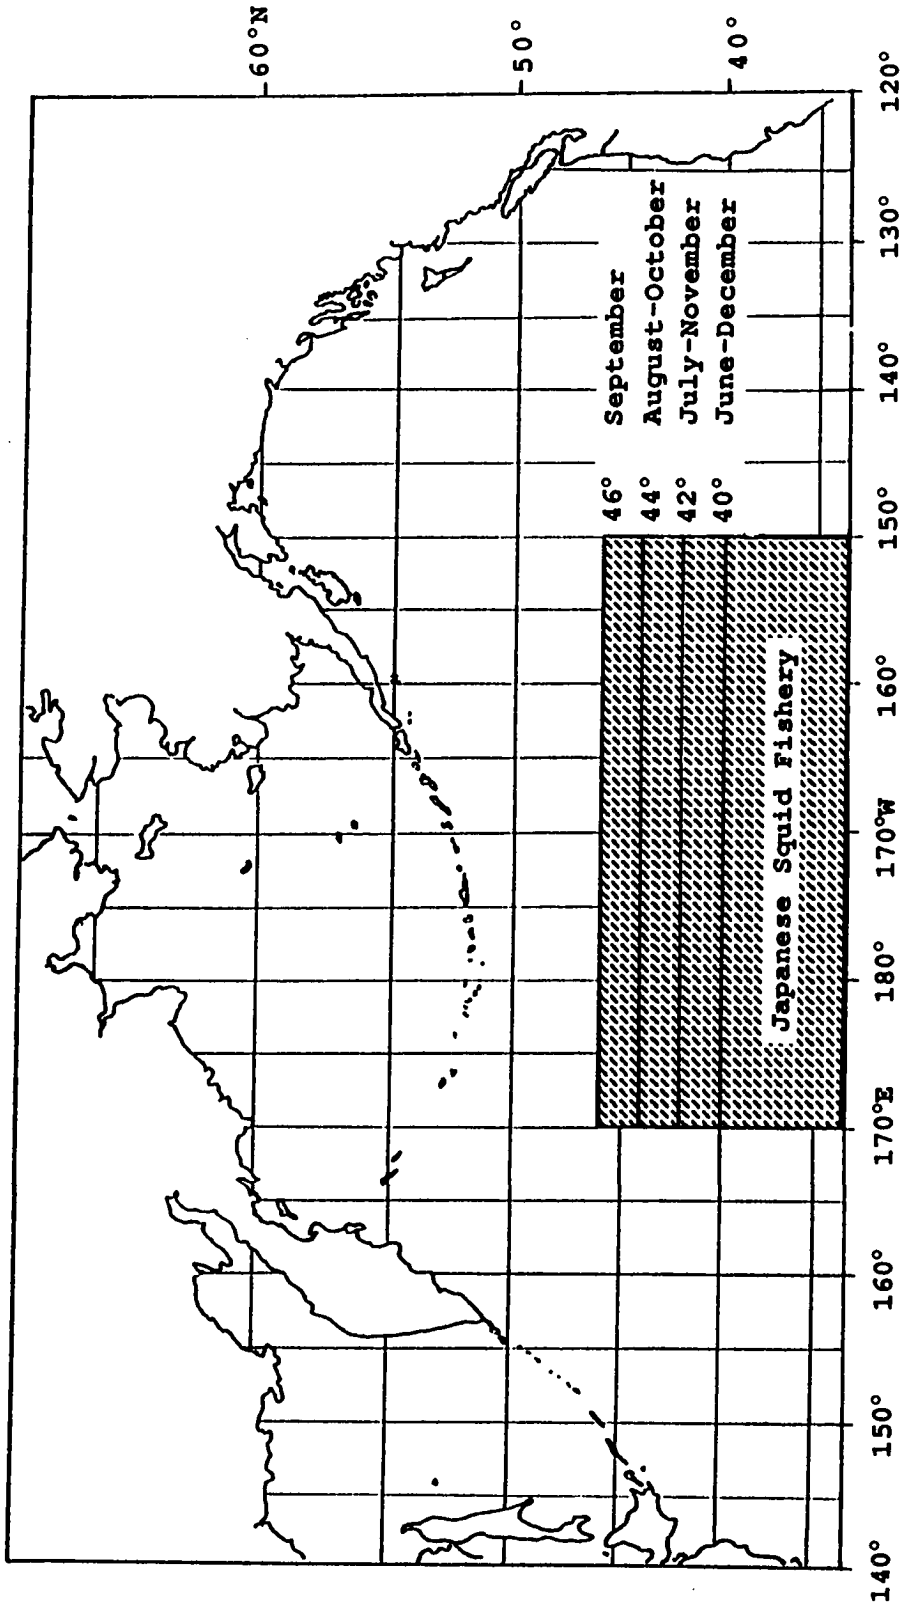 60°N
50°
40°
46° September
44° August-October
42° July-November
40° June-December
Japanese Squid Fishery
140°
150°
160°
170°E
180°
170°W
160°
150°
140°
130°
120°